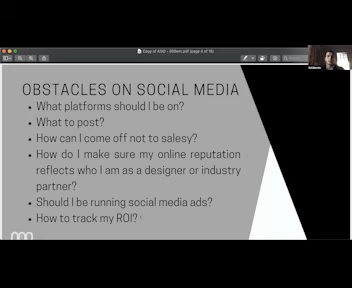 OBSTACLES ON SOCIAL MEDIA
• What platforms should I be on?
• What to post?
• How can I come off not to salesy?
• How do I make sure my online reputation
reflects who I am as a designer or industry
partner?
• Should I be running social media ads?
• How to track my ROI?